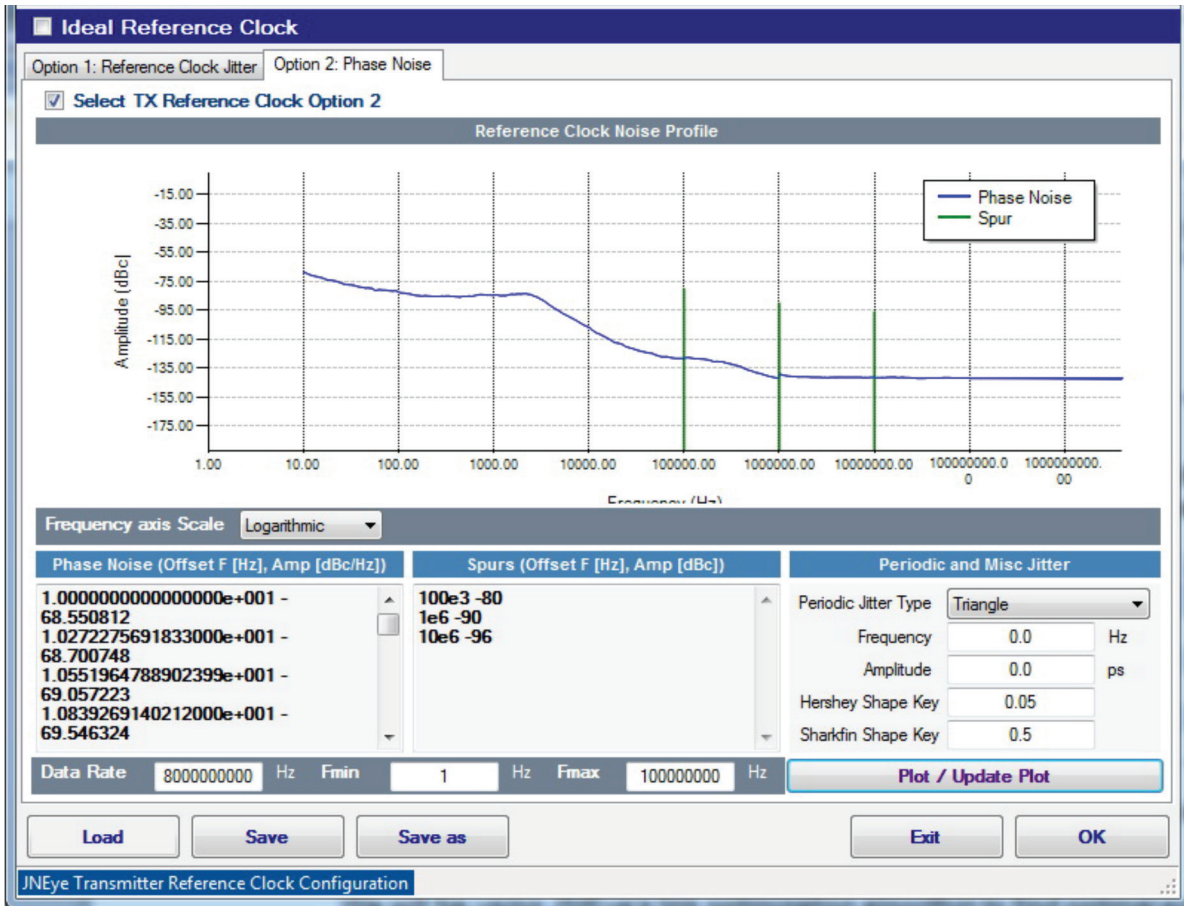 Ideal Reference Clock
Option 1: Reference Clock Jitter Option 2: Phase Noise
Select TX Reference Clock Option 2
Reference Clock Noise Profile
Phase Noise
Spur
Amplitude (dBc)
-15.00
-35.00
-55.00
-75.00
-95.00
-115.00
-135.00
-155.00
-175.00
1.00 10.00 100.00 1000.00 10000.00 100000.00 1000000.00 10000000.00 100000000.0 1000000000.
0 00
Frequency (Hz)
Frequency axis Scale Logarithmic
Phase Noise (Offset F [Hz], Amp [dBc/Hz])
1.0000000000000000e+001 -
68.550812
1.0272275691833000e+001 -
68.700748
1.0551964788902399e+001 -
69.057223
1.0839269140212000e+001 -
69.546324
Spurs (Offset F [Hz], Amp [dBc])
100e3 -80
1e6 -90
10e6 -96
Periodic and Misc Jitter
Periodic Jitter Type Triangle
Frequency 0.0 Hz
Amplitude 0.0 ps
Hershey Shape Key 0.05
Sharkfin Shape Key 0.5
Data Rate 8000000000 Hz Fmin 1 Hz Fmax 100000000 Hz
Plot / Update Plot
Load Save Save as Exit OK
JNEye Transmitter Reference Clock Configuration